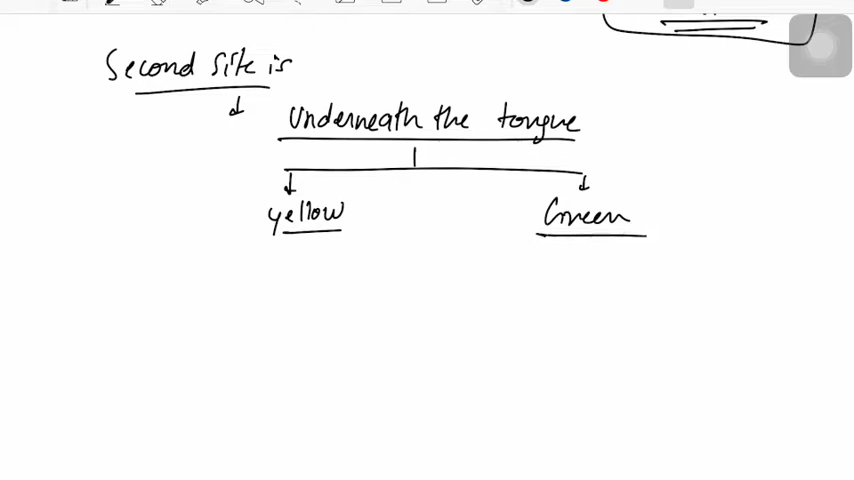 Second Site is
Underneath the tongue
yellow
Green